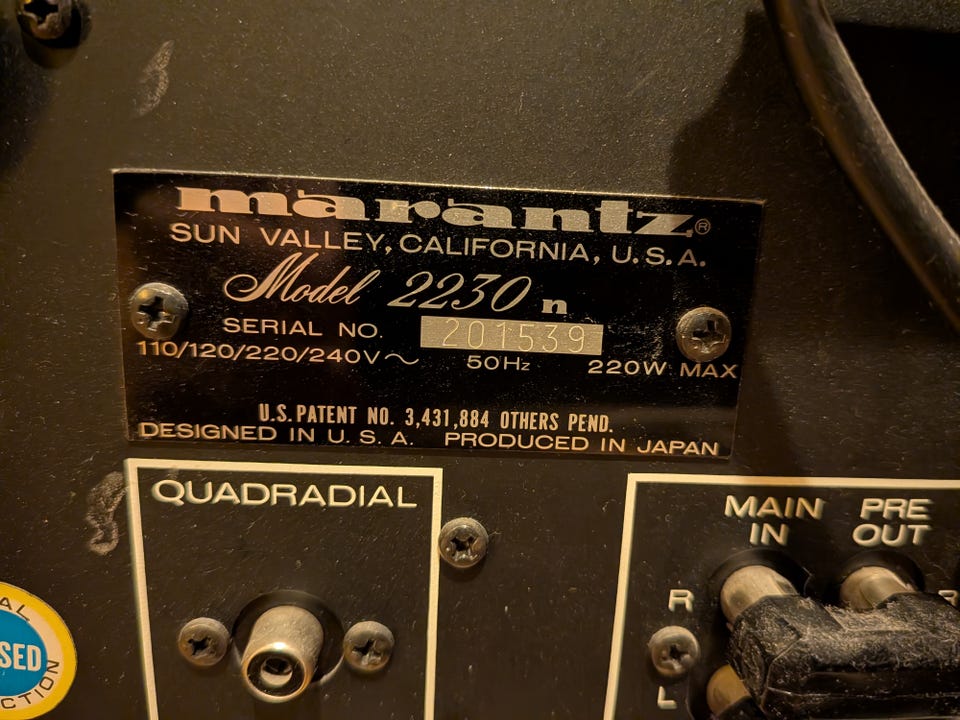 marantz®
SUN VALLEY, CALIFORNIA, U.S.A.
Model 2230 n
SERIAL NO. 201539
110/120/220/240V~ 50Hz 220W MAX
U.S. PATENT NO. 3,431,884 OTHERS PEND.
DESIGNED IN U.S.A. PRODUCED IN JAPAN
QUADRADIAL
MAIN IN
PRE OUT
R
L